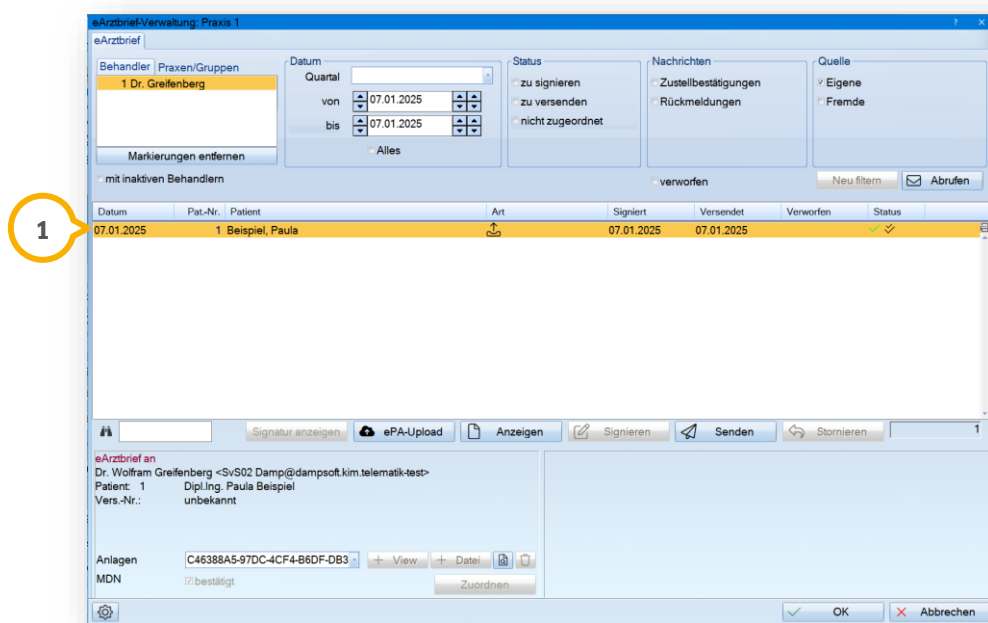 eArztbrief-Verwaltung: Praxis 1
eArztbrief
Behandler Praxen/Gruppen
1 Dr. Greifenberg
Markierungen entfernen
mit inaktiven Behandlern
Datum
Quartal
von 07.01.2025
bis 07.01.2025
Alles
Status
zu signieren
zu versenden
nicht zugeordnet
Nachrichten
Zustellbestätigungen
Rückmeldungen
verworfen
Quelle
Eigene
Fremde
Neu filtern Abrufen
Datum Pat.-Nr. Patient Art Signiert Versendet Verworfen Status
1
07.01.2025 1 Beispiel, Paula 07.01.2025 07.01.2025
Signatur anzeigen ePA-Upload Anzeigen Signieren Senden Stornieren 1
eArztbrief an
Dr. Wolfram Greifenberg <SvS02 Damp@dampsoft.kim.telematik-test>
Patient: 1 Dipl.Ing. Paula Beispiel
Vers.-Nr.: unbekannt
Anlagen C46388A5-97DC-4CF4-B6DF-DB3 + View + Datei
MDN bestätigt Zuordnen
OK Abbrechen